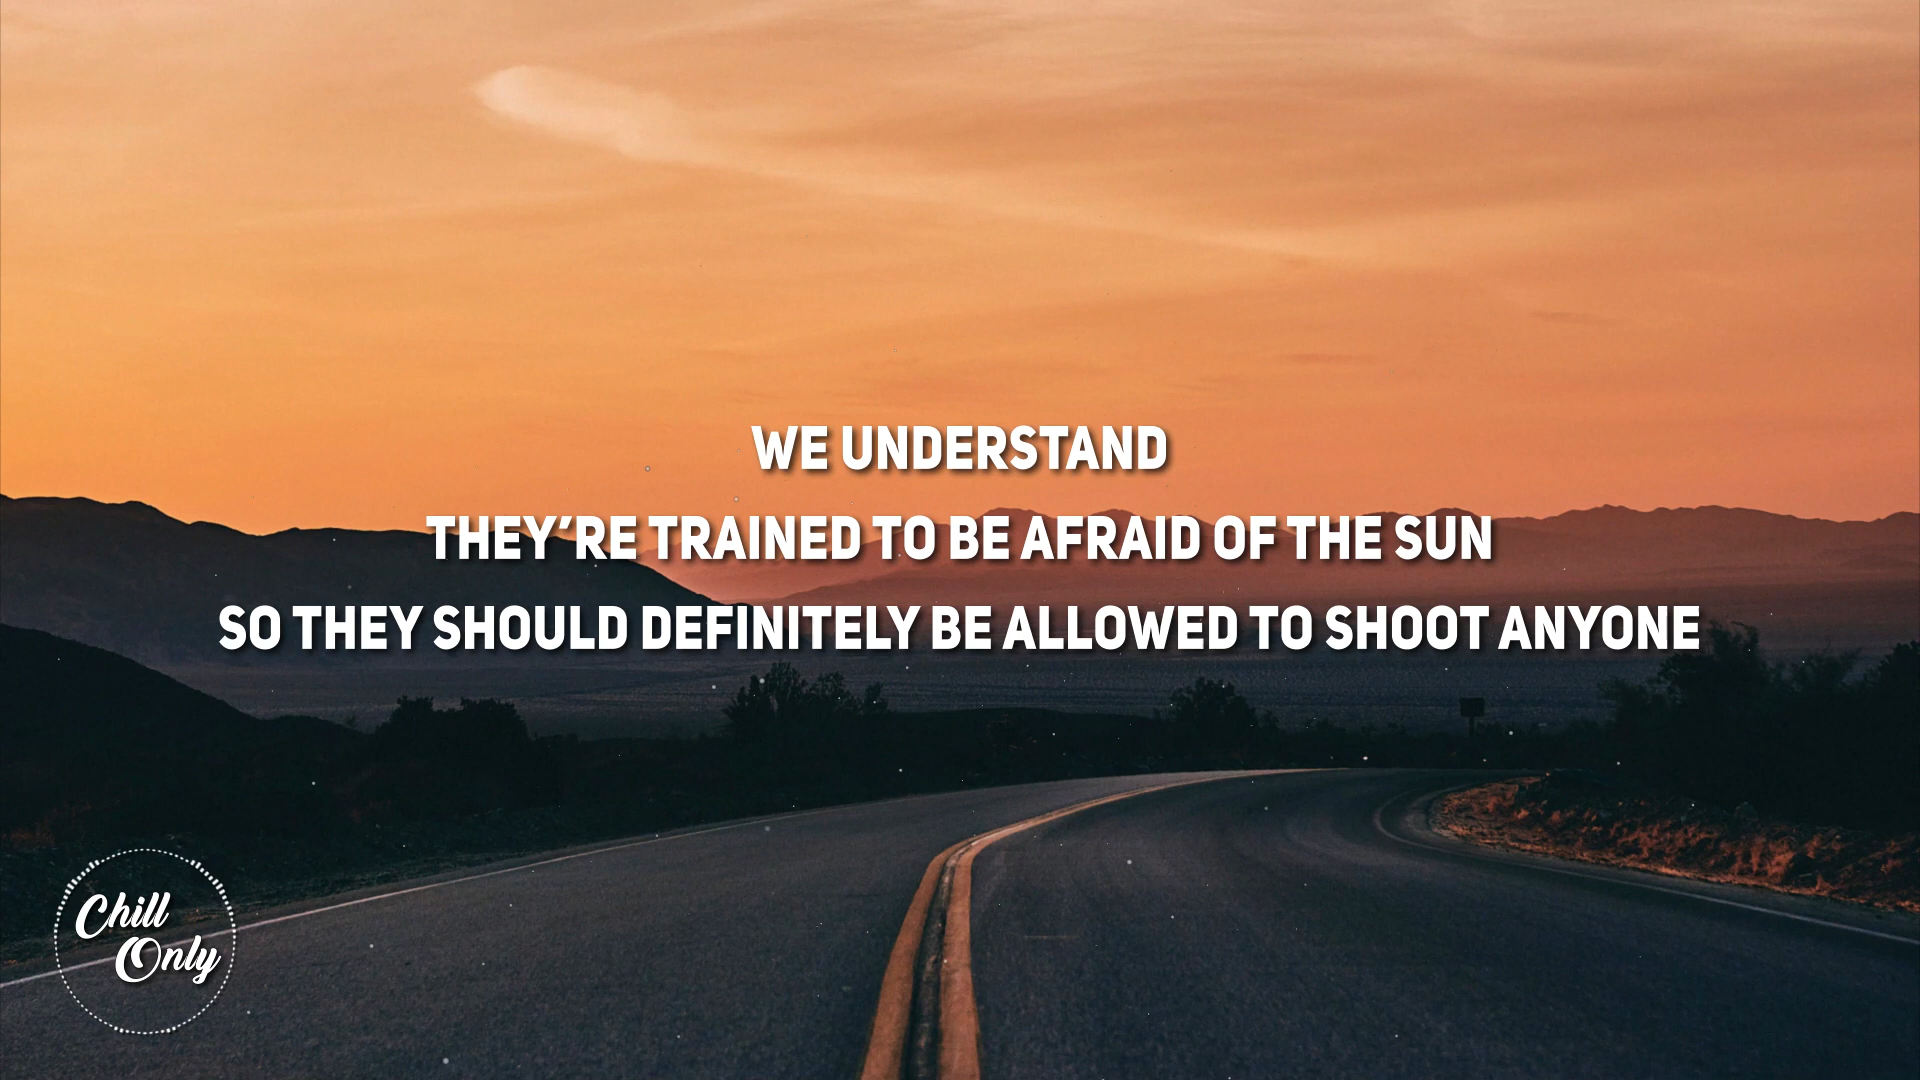 WE UNDERSTAND
THEY'RE TRAINED TO BE AFRAID OF THE SUN
SO THEY SHOULD DEFINITELY BE ALLOWED TO SHOOT ANYONE
Chill
Only